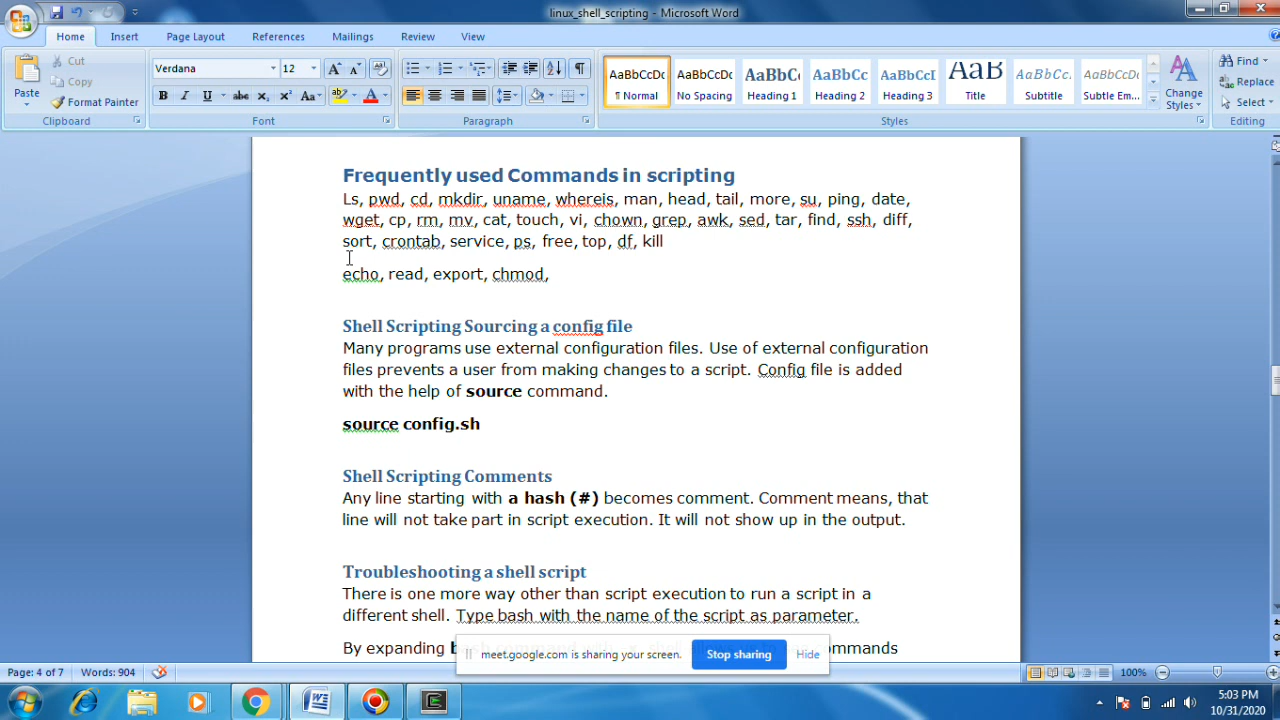 linux_shell_scripting - Microsoft Word
Home Insert Page Layout References Mailings Review View
Paste
Cut
Copy
Format Painter
Clipboard
Verdana 12
B I U abc X₂ X² Aa A
Font
Paragraph
AaBbCcDc AaBbCcDc AaBbC AaBbCc AaBbCcI AaB AaBbCc. AaBbCcDc
¶ Normal No Spacing Heading 1 Heading 2 Heading 3 Title Subtitle Subtle Em...
Change Styles
Styles
Find
Replace
Select
Editing
Frequently used Commands in scripting
Ls, pwd, cd, mkdir, uname, whereis, man, head, tail, more, su, ping, date,
wget, cp, rm, mv, cat, touch, vi, chown, grep, awk, sed, tar, find, ssh, diff,
sort, crontab, service, ps, free, top, df, kill
echo, read, export, chmod,
Shell Scripting Sourcing a config file
Many programs use external configuration files. Use of external configuration
files prevents a user from making changes to a script. Config file is added
with the help of source command.
source config.sh
Shell Scripting Comments
Any line starting with a hash (#) becomes comment. Comment means, that
line will not take part in script execution. It will not show up in the output.
Troubleshooting a shell script
There is one more way other than script execution to run a script in a
different shell. Type bash with the name of the script as parameter.
By expanding
meet.google.com is sharing your screen. Stop sharing Hide
Page: 4 of 7 Words: 904 100%
5:03 PM
10/31/2020